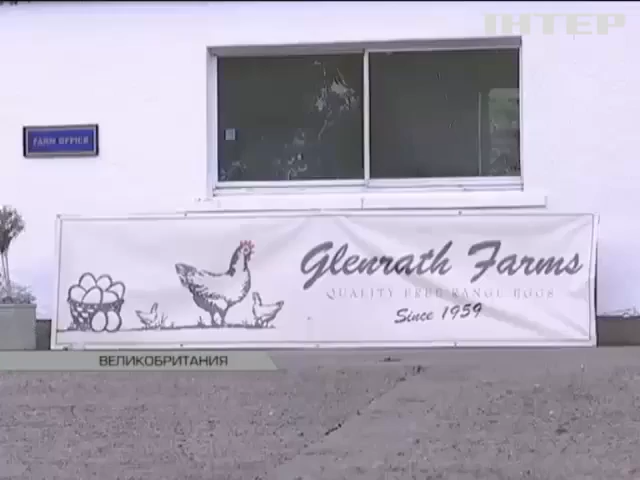 ІНТЕР
FARM OFFICE
Glenrath Farms
QUALITY FREE RANGE EGGS
Since 1959
ВЕЛИКОБРИТАНИЯ